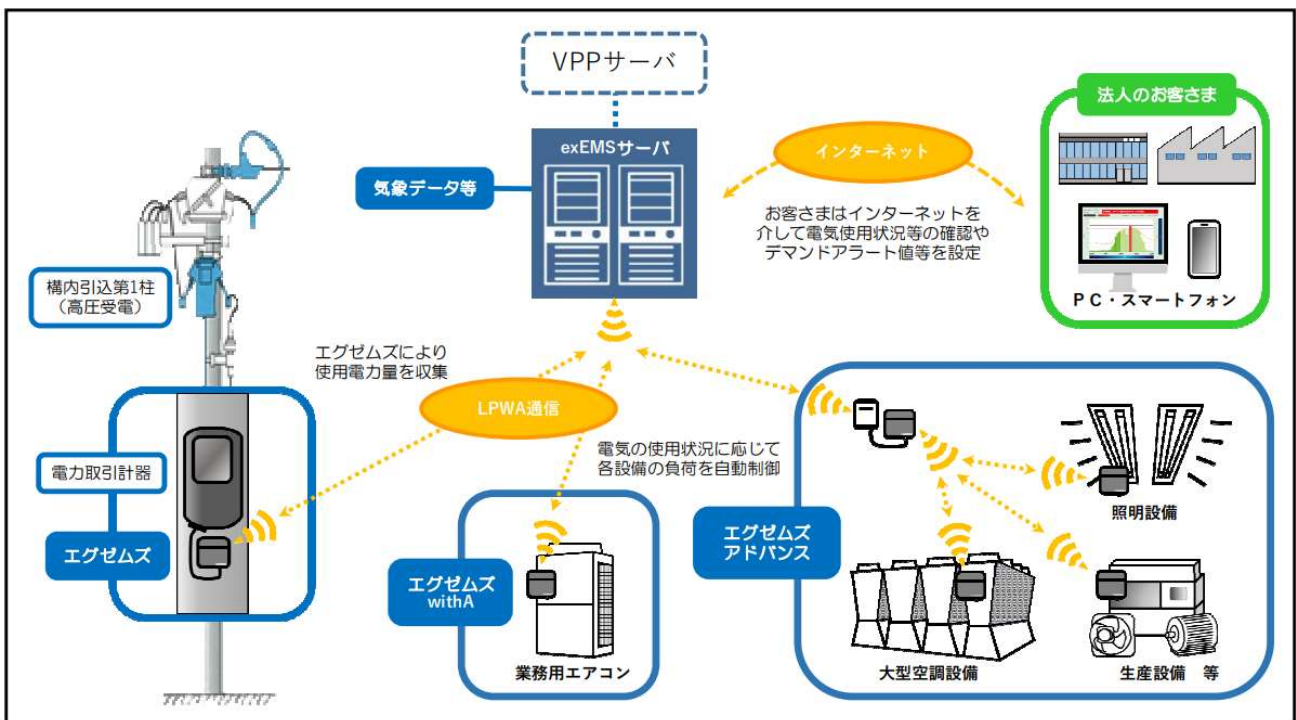 VPPサーバ
exEMSサーバ
気象データ等
インターネット
お客さまはインターネットを
介して電気使用状況等の確認や
デマンドアラート値等を設定
法人のお客さま
PC・スマートフォン
構内引込第1柱
（高圧受電）
エグゼムズにより
使用電力量を収集
LPWA通信
電気の使用状況に応じて
各設備の負荷を自動制御
電力取引計器
エグゼムズ
エグゼムズ
withA
業務用エアコン
エグゼムズ
アドバンス
照明設備
大型空調設備
生産設備 等